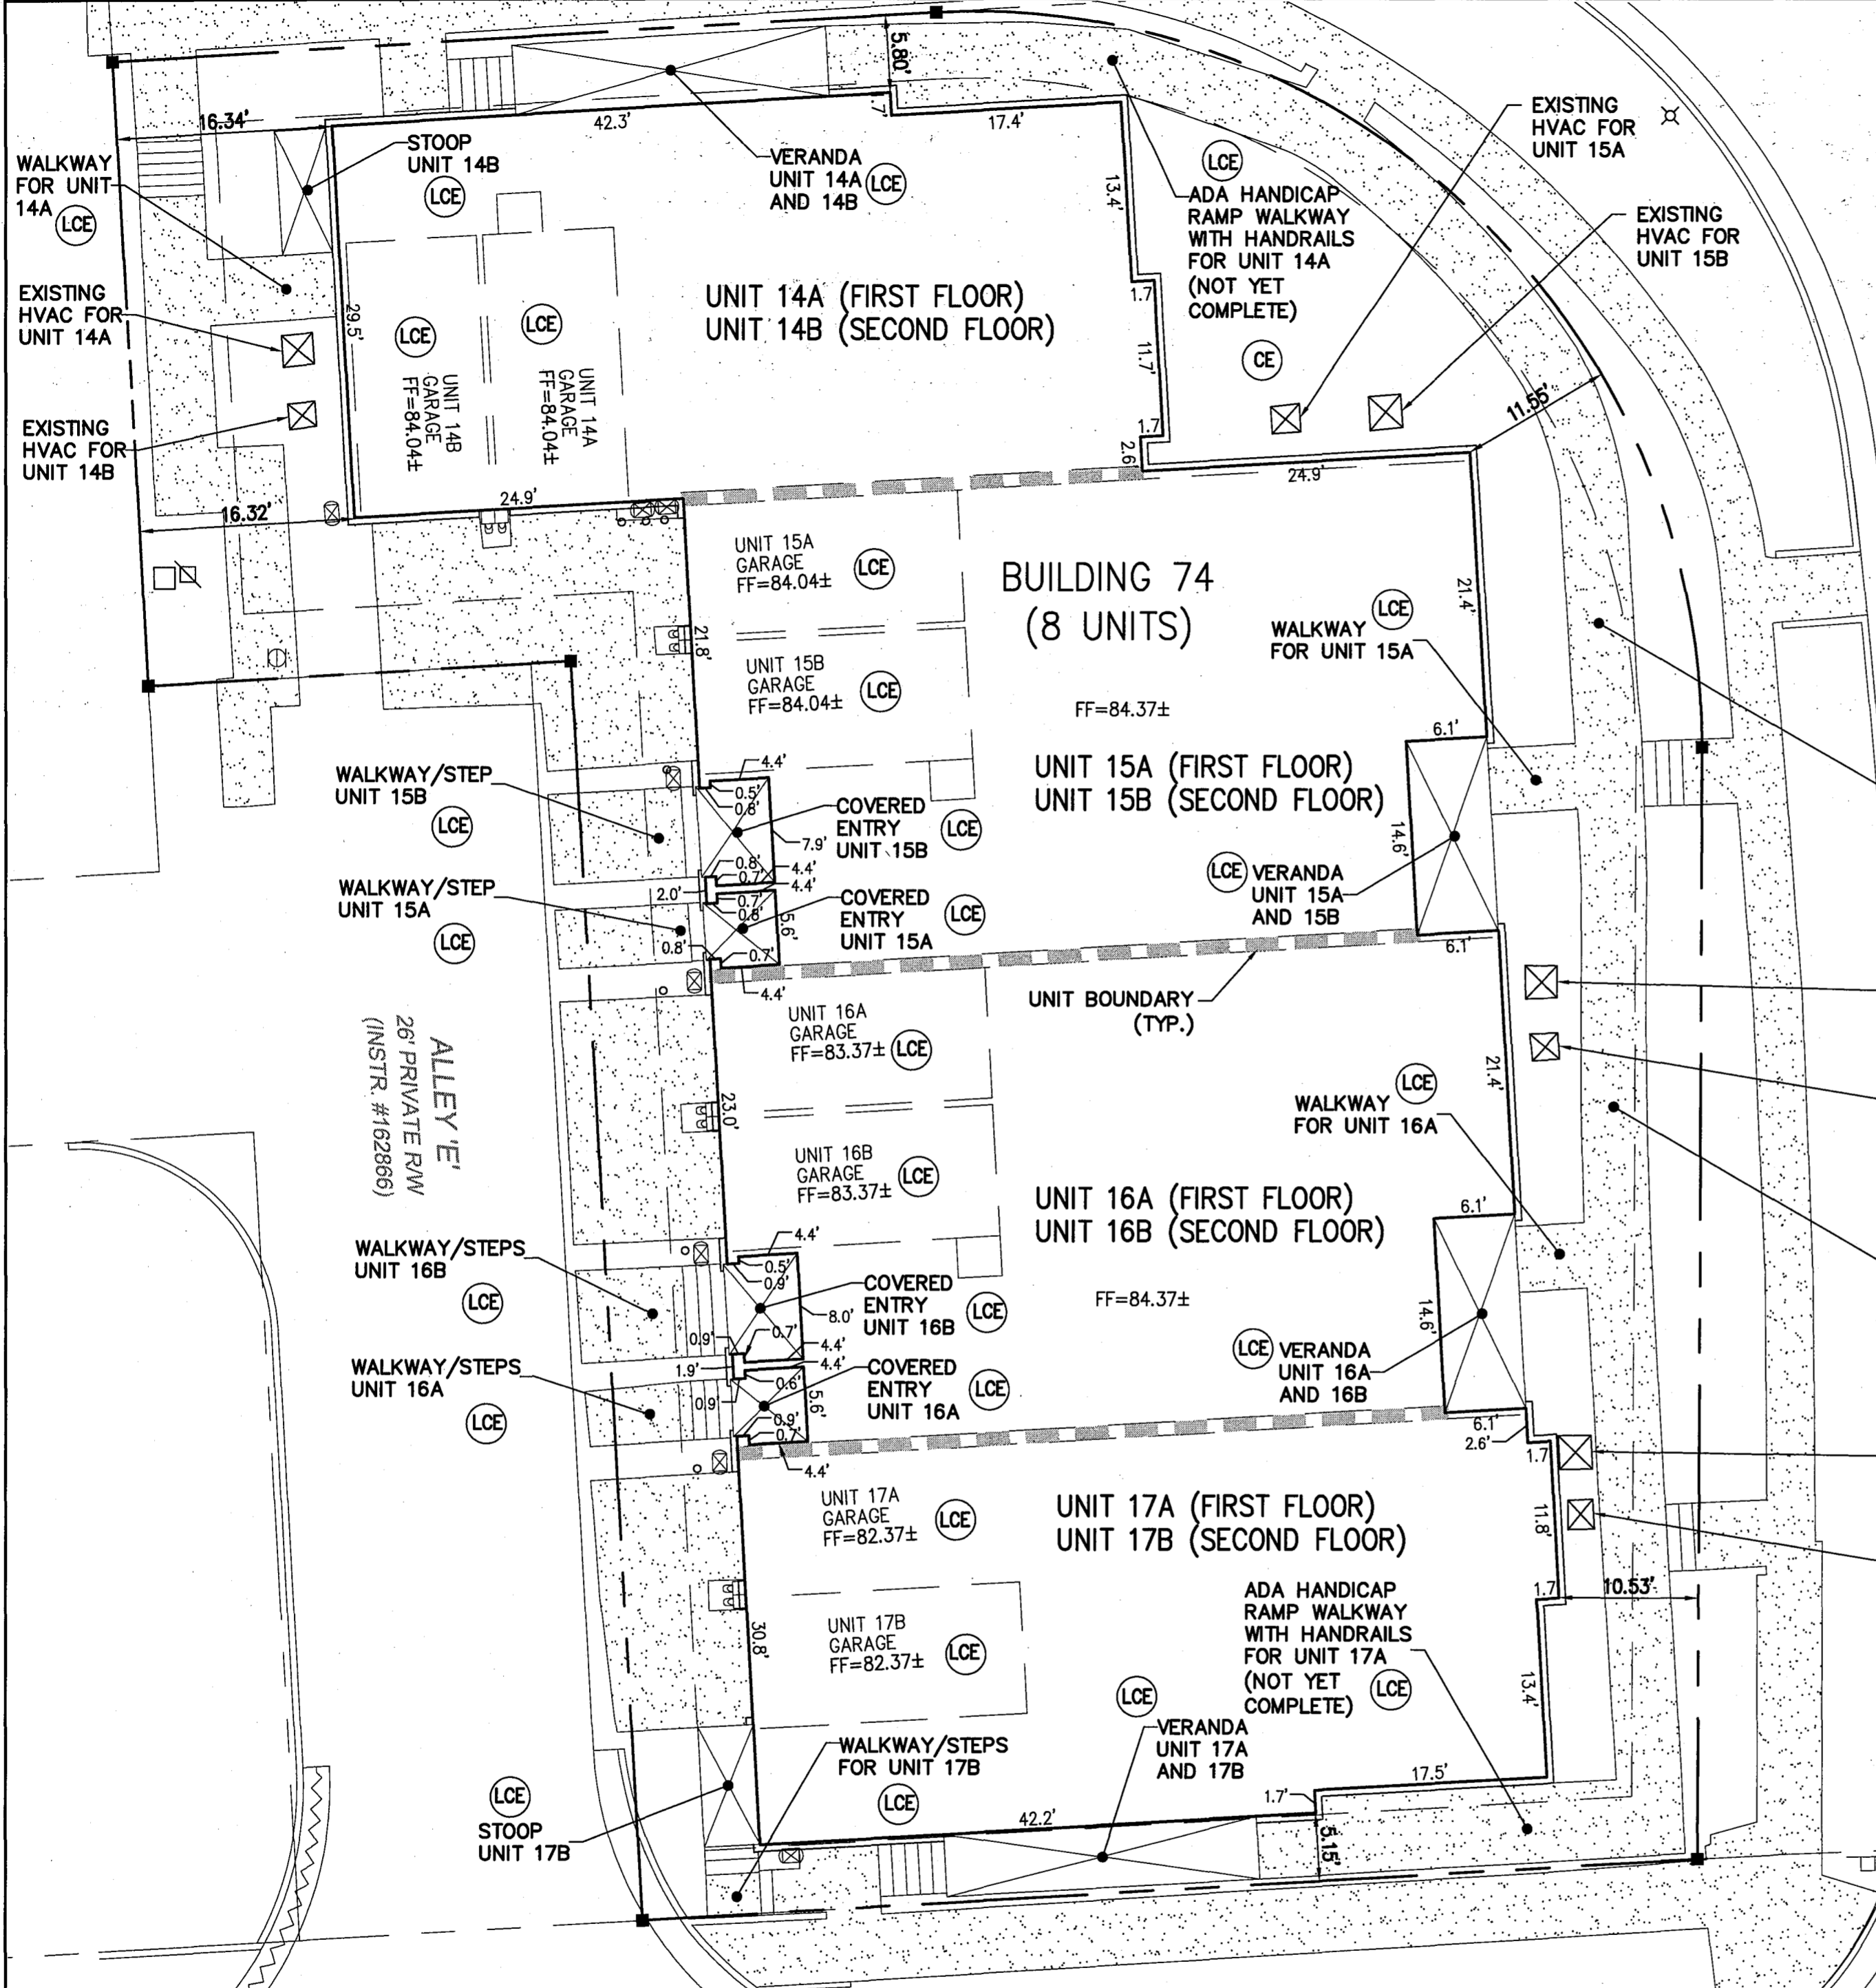 5.80'
16.34'
42.3'
.7'
17.4'
STOOP
UNIT 14B
LCE
WALKWAY
FOR UNIT
14A
LCE
VERANDA
UNIT 14A
AND 14B
LCE
13.4'
LCE
ADA HANDICAP
RAMP WALKWAY
WITH HANDRAILS
FOR UNIT 14A
(NOT YET
COMPLETE)
CE
EXISTING
HVAC FOR
UNIT 15A
EXISTING
HVAC FOR
UNIT 15B
EXISTING
HVAC FOR
UNIT 14A
EXISTING
HVAC FOR
UNIT 14B
29.5'
LCE
UNIT 14B
GARAGE
FF=84.04±
LCE
UNIT 14A
GARAGE
FF=84.04±
UNIT 14A (FIRST FLOOR)
UNIT 14B (SECOND FLOOR)
1.7'
11.7'
1.7'
2.6'
11.55'
24.9'
24.9'
16.32'
UNIT 15A
GARAGE
FF=84.04±
LCE
BUILDING 74
(8 UNITS)
21.4'
LCE
WALKWAY
FOR UNIT 15A
21.8'
UNIT 15B
GARAGE
FF=84.04±
LCE
FF=84.37±
6.1'
UNIT 15A (FIRST FLOOR)
UNIT 15B (SECOND FLOOR)
WALKWAY/STEP
UNIT 15B
LCE
4.4'
0.5'
0.8'
COVERED
ENTRY
UNIT 15B
LCE
7.9'
14.6'
LCE
VERANDA
UNIT 15A
AND 15B
0.8'
0.7'
4.4'
4.4'
WALKWAY/STEP
UNIT 15A
LCE
2.0'
0.7'
0.8'
5.6'
COVERED
ENTRY
UNIT 15A
LCE
0.8'
0.7'
6.1'
4.4'
UNIT BOUNDARY
(TYP.)
ALLEY 'E'
26' PRIVATE R/W
(INSTR. #162866)
UNIT 16A
GARAGE
FF=83.37±
LCE
21.4'
LCE
WALKWAY
FOR UNIT 16A
23.0'
UNIT 16B
GARAGE
FF=83.37±
LCE
UNIT 16A (FIRST FLOOR)
UNIT 16B (SECOND FLOOR)
6.1'
WALKWAY/STEPS
UNIT 16B
LCE
4.4'
0.5'
0.9'
COVERED
ENTRY
UNIT 16B
LCE
8.0'
FF=84.37±
14.6'
LCE
VERANDA
UNIT 16A
AND 16B
0.9'
0.7'
4.4'
4.4'
WALKWAY/STEPS
UNIT 16A
LCE
1.9'
0.6'
0.9'
5.6'
COVERED
ENTRY
UNIT 16A
LCE
0.9'
0.7'
4.4'
6.1'
2.6'
1.7'
UNIT 17A
GARAGE
FF=82.37±
LCE
UNIT 17A (FIRST FLOOR)
UNIT 17B (SECOND FLOOR)
11.8'
1.7'
10.53'
30.8'
UNIT 17B
GARAGE
FF=82.37±
LCE
ADA HANDICAP
RAMP WALKWAY
WITH HANDRAILS
FOR UNIT 17A
(NOT YET
COMPLETE)
LCE
13.4'
LCE
VERANDA
UNIT 17A
AND 17B
WALKWAY/STEPS
FOR UNIT 17B
LCE
17.5'
1.7'
42.2'
5.15'
LCE
STOOP
UNIT 17B